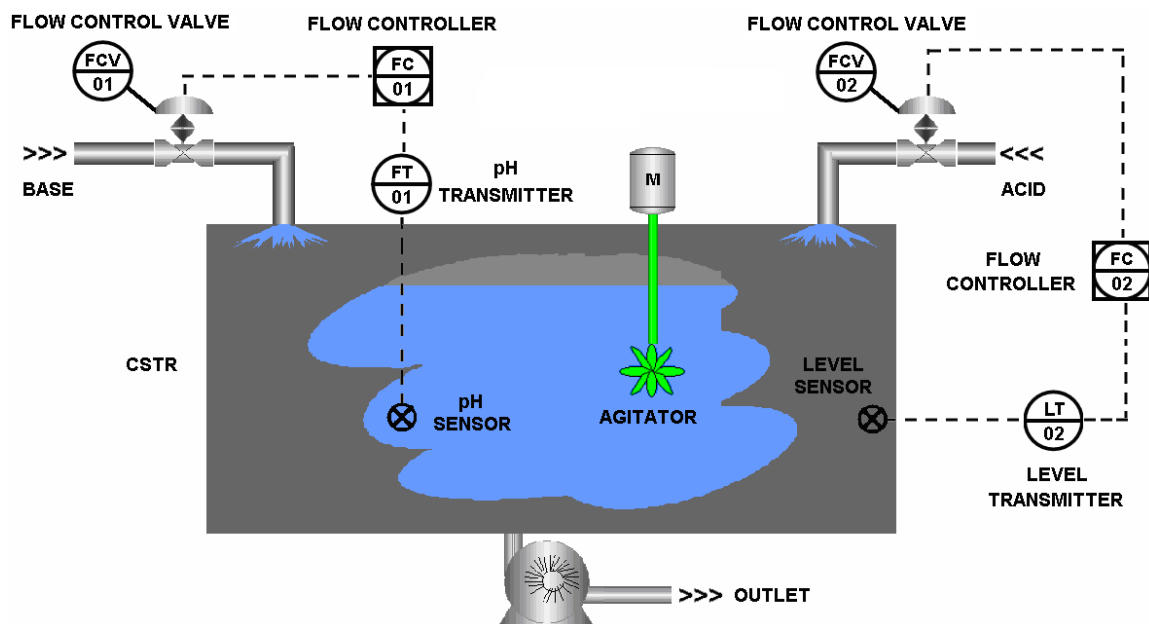 FLOW CONTROL VALVE
FLOW CONTROLLER
FLOW CONTROL VALVE
FCV
01
FC
01
FCV
02
>>>
BASE
FT
01
pH
TRANSMITTER
M
<<<
ACID
FLOW
CONTROLLER
FC
02
CSTR
LEVEL
SENSOR
pH
SENSOR
AGITATOR
LT
02
LEVEL
TRANSMITTER
>>> OUTLET